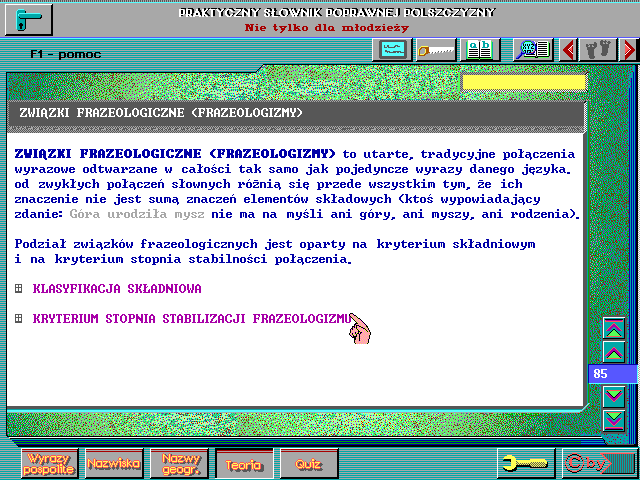 PRAKTYCZNY SŁOWNIK POPRAWNEJ POLSZCZYZNY
Nie tylko dla młodzieży
F1 - pomoc
a b
ZWIĄZKI FRAZEOLOGICZNE (FRAZEOLOGIZMY)
ZWIĄZKI FRAZEOLOGICZNE (FRAZEOLOGIZMY) to utarte, tradycyjne połączenia
wyrazowe odtwarzane w całości tak samo jak pojedyncze wyrazy danego języka.
od zwykłych połączeń słownych różnią się przede wszystkim tym, że ich
znaczenie nie jest sumą znaczeń elementów składowych (ktoś wypowiadający
zdanie: Góra urodziła mysz nie ma na myśli ani góry, ani myszy, ani rodzenia).
Podział związków frazeologicznych jest oparty na kryterium składniowym
i na kryterium stopnia stabilności połączenia.
KLASYFIKACJA SKŁADNIOWA
KRYTERIUM STOPNIA STABILIZACJI FRAZEOLOGIZMU
85
Wyrazy
pospolite
Nazwiska
Nazwy
geogr.
Teoria
Quiz
© by